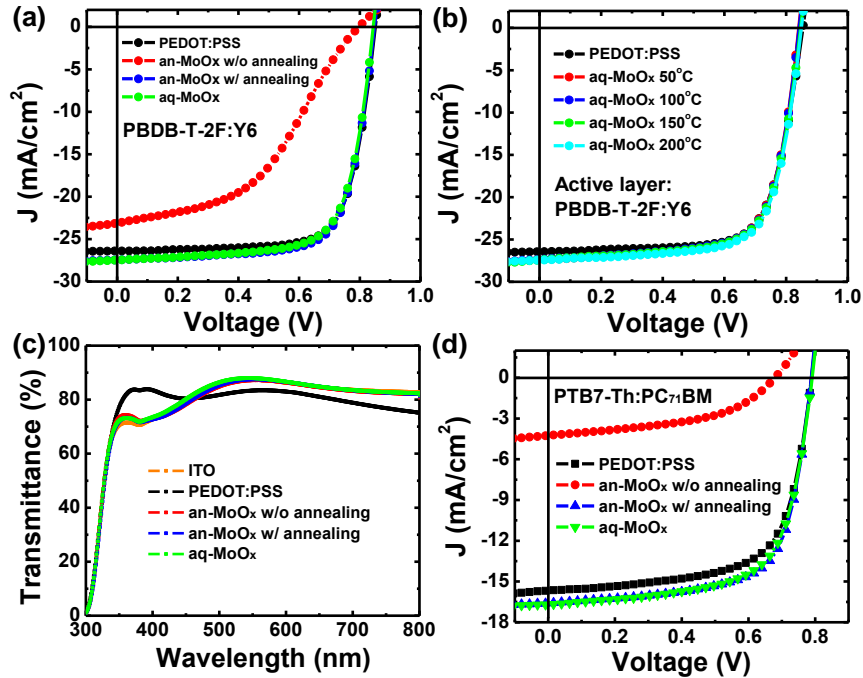 (a)
0
-5
-10
-15
-20
-25
-30
J (mA/cm²)
PEDOT:PSS
an-MoOx w/o annealing
an-MoOx w/ annealing
aq-MoOx
PBDB-T-2F:Y6
0.0 0.2 0.4 0.6 0.8 1.0
Voltage (V)
(b)
0
-5
-10
-15
-20
-25
-30
J (mA/cm²)
PEDOT:PSS
aq-MoOx 50°C
aq-MoOx 100°C
aq-MoOx 150°C
aq-MoOx 200°C
Active layer:
PBDB-T-2F:Y6
0.0 0.2 0.4 0.6 0.8 1.0
Voltage (V)
(c)
100
80
60
40
20
0
Transmittance (%)
ITO
PEDOT:PSS
an-MoOₓ w/o annealing
an-MoOₓ w/ annealing
aq-MoOₓ
300 400 500 600 700 800
Wavelength (nm)
(d)
0
-3
-6
-9
-12
-15
-18
J (mA/cm²)
PTB7-Th:PC₇₁BM
PEDOT:PSS
an-MoOₓ w/o annealing
an-MoOₓ w/ annealing
aq-MoOₓ
0.0 0.2 0.4 0.6 0.8
Voltage (V)